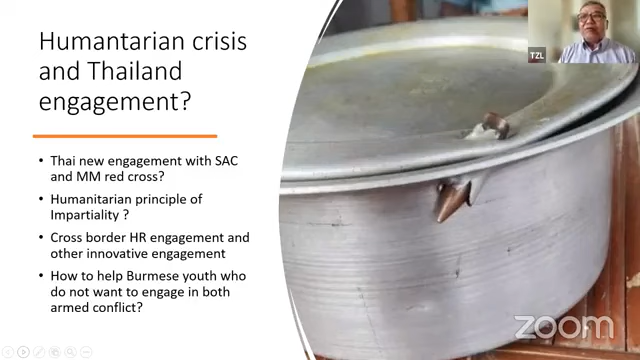 Humantarian crisis
and Thailand
engagement?
• Thai new engagement with SAC
and MM red cross?
• Humanitarian principle of
Impartiality ?
• Cross border HR engagement and
other innovative engagement
• How to help Burmese youth who
do not want to engage in both
armed conflict?
TZL
zoom